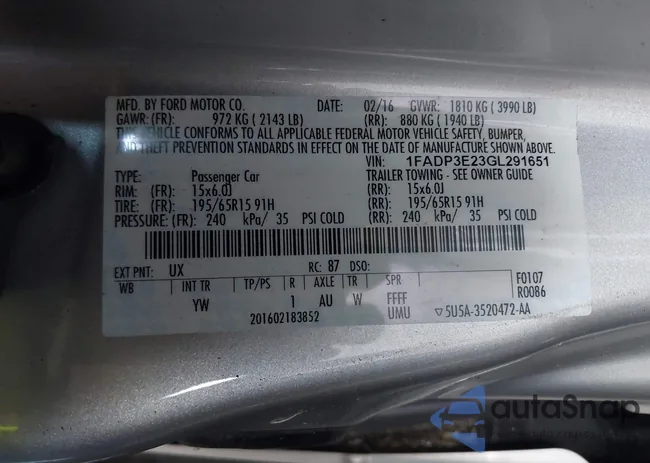 MFD. BY FORD MOTOR CO. DATE: 02/16 GVWR: 1810 KG ( 3990 LB)
GAWR: (FR): 972 KG ( 2143 LB) (RR): 880 KG ( 1940LB)
THIS VEHICLE CONFORMS TO ALL APPLICABLE FEDERAL MOTOR VEHICLE SAFETY, BUMPER,
AND THEFT PREVENTION STANDARDS IN EFFECT ON THE DATE OF MANUFACTURE SHOWN ABOVE.
VIN: 1FADP3E23GL291651
TYPE: Passenger Car TRAILER TOWING - SEE OWNER GUIDE
RIM: (FR): 15x6.0J (RR): 15x6.0J
TIRE: (FR): 195/65R15 91H (RR): 195/65R15 91H
PRESSURE: (FR): 240 kPa/ 35 PSI COLD (RR): 240 kPa/ 35 PSI COLD
EXT PNT: UX RC: 87 DSO:
WB INT TR TP/PS R AXLE TR SPR F0107
YW 1 AU W FFFF R0086
201602183852 UMU ▽5U5A-3520472-AA
autoSnap
www.autosnap.cloud